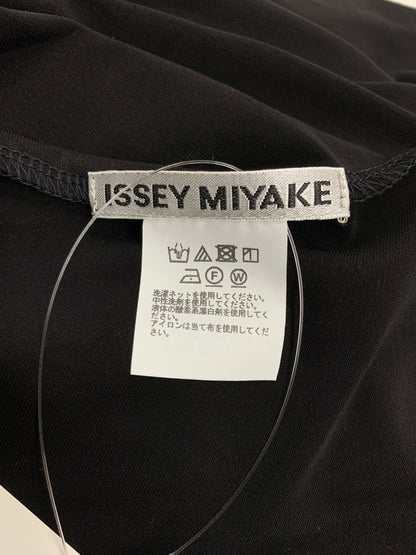 ISSEY MIYAKE
F W
洗濯ネットを使用してください。
中性洗剤を使用してください。
液体の酸素系漂白剤を使用してください。
アイロンは当て布を使用してください。